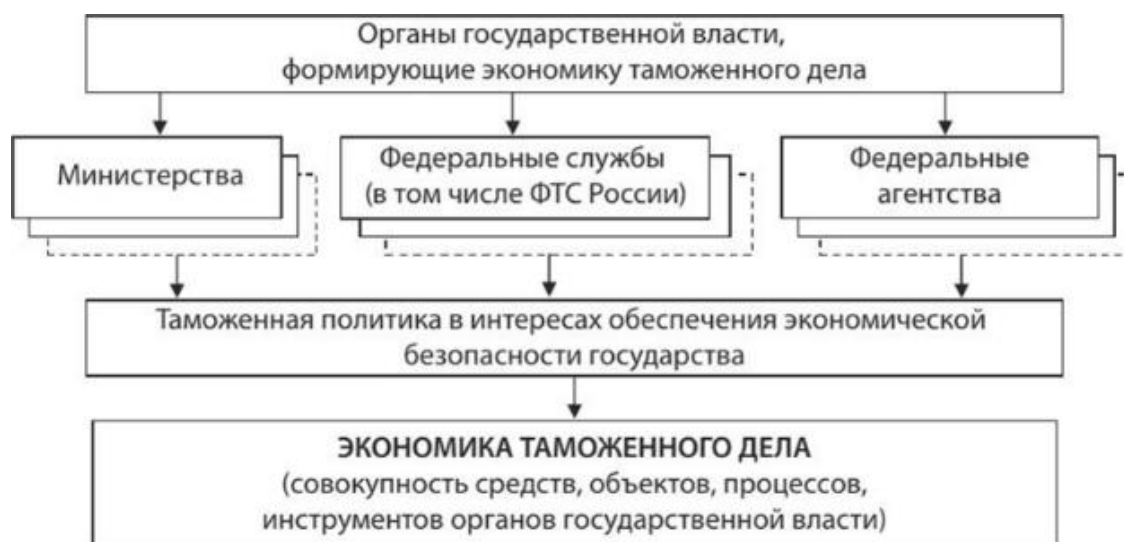 Органы государственной власти,
формирующие экономику таможенного дела
Министерства
Федеральные службы
(в том числе ФТС России)
Федеральные
агентства
Таможенная политика в интересах обеспечения экономической
безопасности государства
ЭКОНОМИКА ТАМОЖЕННОГО ДЕЛА
(совокупность средств, объектов, процессов,
инструментов органов государственной власти)